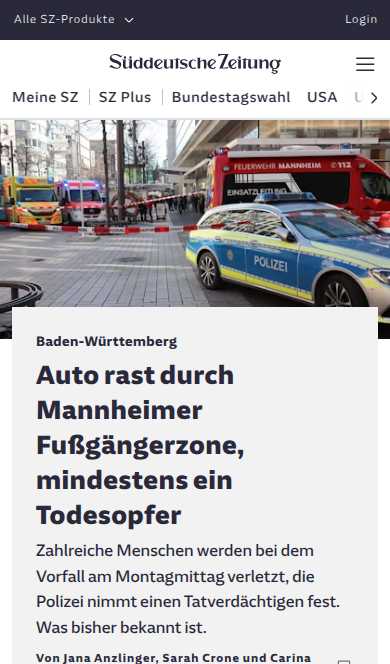 Alle SZ-Produkte
Login
Süddeutsche Zeitung
Meine SZ
SZ Plus
Bundestagswahl
USA
FEUERWEHR MANNHEIM 112
EINSATZLEITUNG
POLIZEI
Baden-Württemberg
Auto rast durch
Mannheimer
Fußgängerzone,
mindestens ein
Todesopfer
Zahlreiche Menschen werden bei dem
Vorfall am Montagmittag verletzt, die
Polizei nimmt einen Tatverdächtigen fest.
Was bisher bekannt ist.
Von Jana Anzlinger, Sarah Crone und Carina